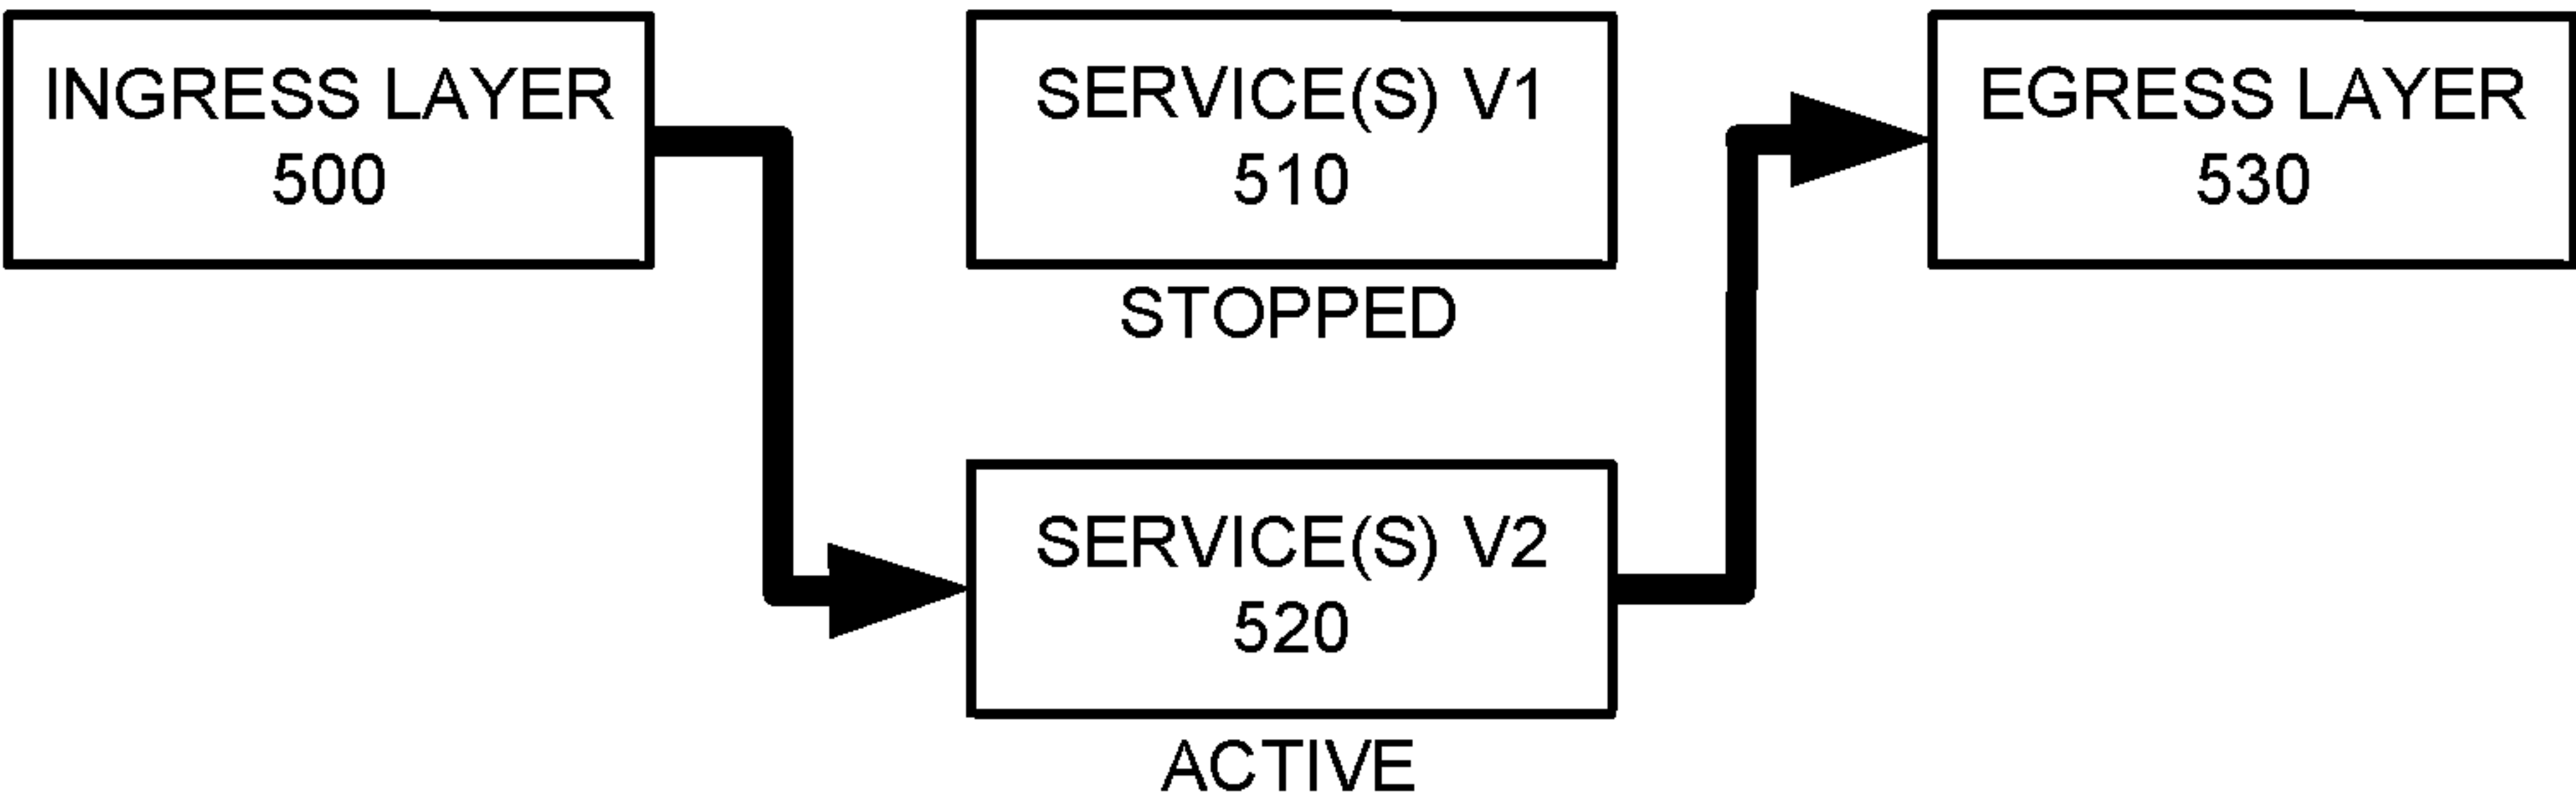 INGRESS LAYER
500
SERVICE(S) V1
510
STOPPED
EGRESS LAYER
530
SERVICE(S) V2
520
ACTIVE